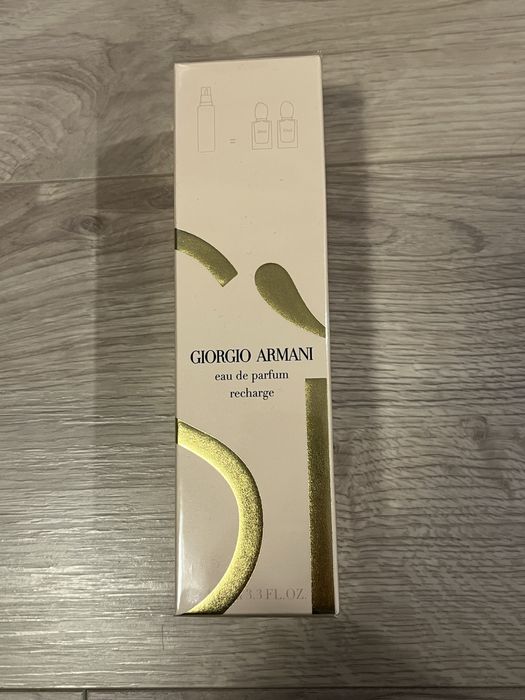 =
GIORGIO ARMANI
eau de parfum
recharge
3.3 FL.OZ.